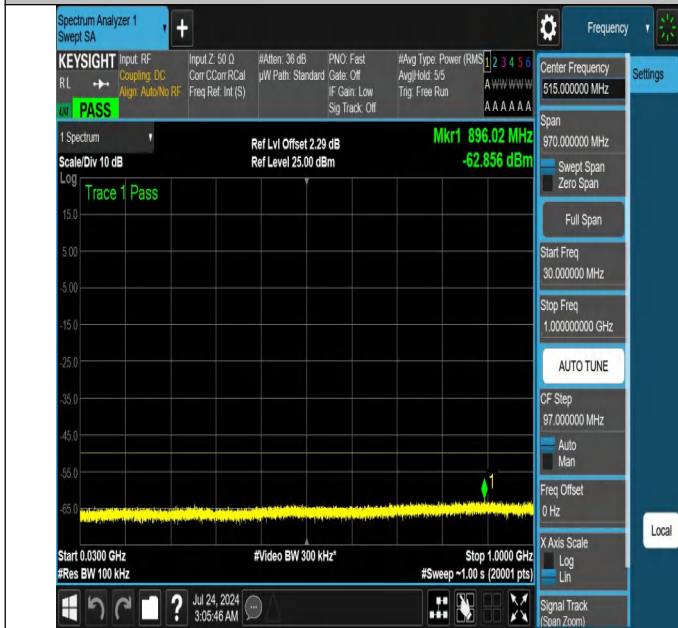 Spectrum Analyzer 1
Swept SA
+
Frequency
KEYSIGHT
RL
PASS
Input: RF
Coupling: DC
Align: Auto/No RF
Input Z: 50 Ω
Corr CCorr RCal
Freq Ref: Int (S)
#Atten: 36 dB
µW Path: Standard
PNO: Fast
Gate: Off
IF Gain: Low
Sig Track: Off
#Avg Type: Power (RMS
Avg|Hold: 5/5
Trig: Free Run
1 2 3 4 5 6
A W W W W W
A A A A A A
1 Spectrum
Scale/Div 10 dB
Ref Lvl Offset 2.29 dB
Ref Level 25.00 dBm
Mkr1 896.02 MHz
-62.856 dBm
Log
Trace 1 Pass
15.0
5.00
-5.00
-15.0
-25.0
-35.0
-45.0
-55.0
-65.0
1
Start 0.0300 GHz
#Res BW 100 kHz
#Video BW 300 kHz*
Stop 1.0000 GHz
#Sweep ~1.00 s (20001 pts)
Jul 24, 2024
3:05:46 AM
?
Center Frequency
515.000000 MHz
Span
970.000000 MHz
Swept Span
Zero Span
Full Span
Start Freq
30.000000 MHz
Stop Freq
1.000000000 GHz
AUTO TUNE
CF Step
97.000000 MHz
Auto
Man
Freq Offset
0 Hz
X Axis Scale
Log
Lin
Signal Track
(Span Zoom)
Settings
Local